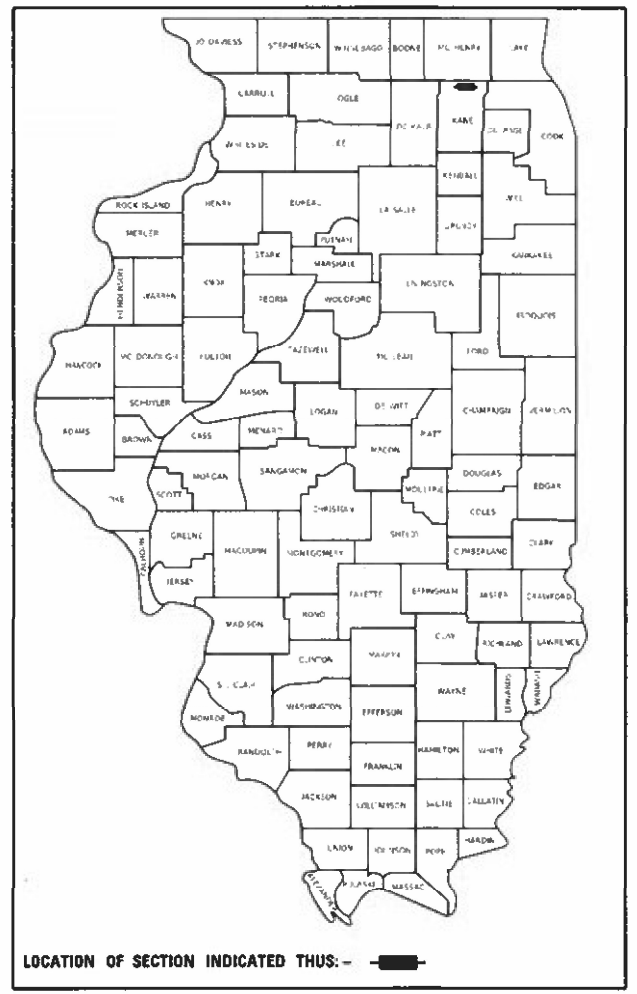 JO DAVIESS STEPHENSON WINNEBAGO BOONE MC HENRY LAKE
CARROLL OGLE
DE KALB KANE DU PAGE COOK
WHITESIDE LEE
KENDALL
ROCK ISLAND HENRY BUREAU LA SALLE WILL
MERCER PUTNAM GRUNDY
STARK MARSHALL KANKAKEE
HENDERSON WARREN KNOX PEORIA WOODFORD LIVINGSTON
IROQUOIS
HANCOCK MC DONOUGH FULTON TAZEWELL MC LEAN FORD
MASON
SCHUYLER LOGAN DE WITT CHAMPAIGN VERMILION
ADAMS BROWN CASS MENARD PIATT
MACON
MORGAN SANGAMON DOUGLAS
PIKE SCOTT MOULTRIE EDGAR
CHRISTIAN COLES
GREENE SHELBY
CALHOUN MACOUPIN MONTGOMERY CUMBERLAND CLARK
JERSEY
FAYETTE EFFINGHAM JASPER CRAWFORD
MADISON BOND
CLAY RICHLAND LAWRENCE
CLINTON MARION
ST. CLAIR WAYNE EDWARDS WABASH
WASHINGTON JEFFERSON
MONROE
RANDOLPH PERRY HAMILTON WHITE
FRANKLIN
JACKSON WILLIAMSON SALINE GALLATIN
UNION JOHNSON POPE HARDIN
ALEXANDER PULASKI MASSAC
LOCATION OF SECTION INDICATED THUS:-